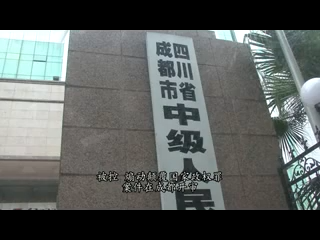 四川省
成都市
中级人民
被控 煽动颠覆国家政权罪
案件在成都开审